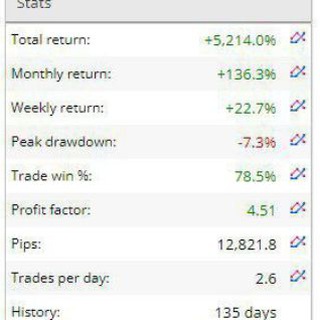 Stats
Total return: +5,214.0%
Monthly return: +136.3%
Weekly return: +22.7%
Peak drawdown: -7.3%
Trade win %: 78.5%
Profit factor: 4.51
Pips: 12,821.8
Trades per day: 2.6
History: 135 days